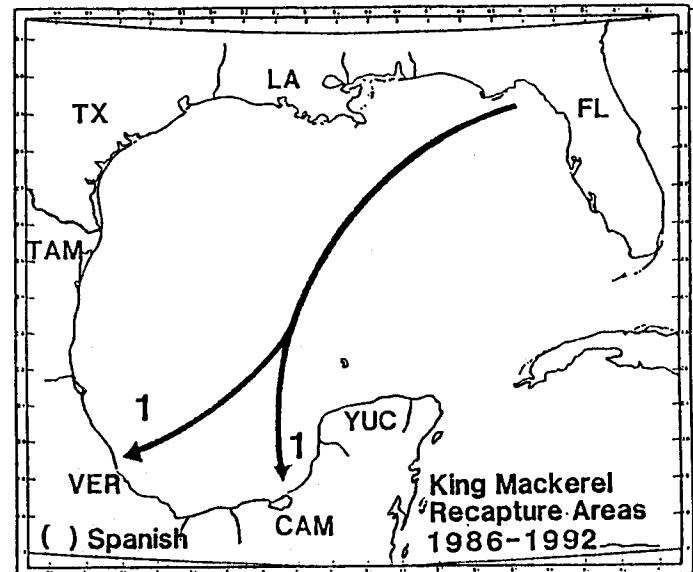 LA
TX
FL
TAM
1
YUC
1
VER
King Mackerel
Recapture Areas
CAM
( ) Spanish
1986-1992